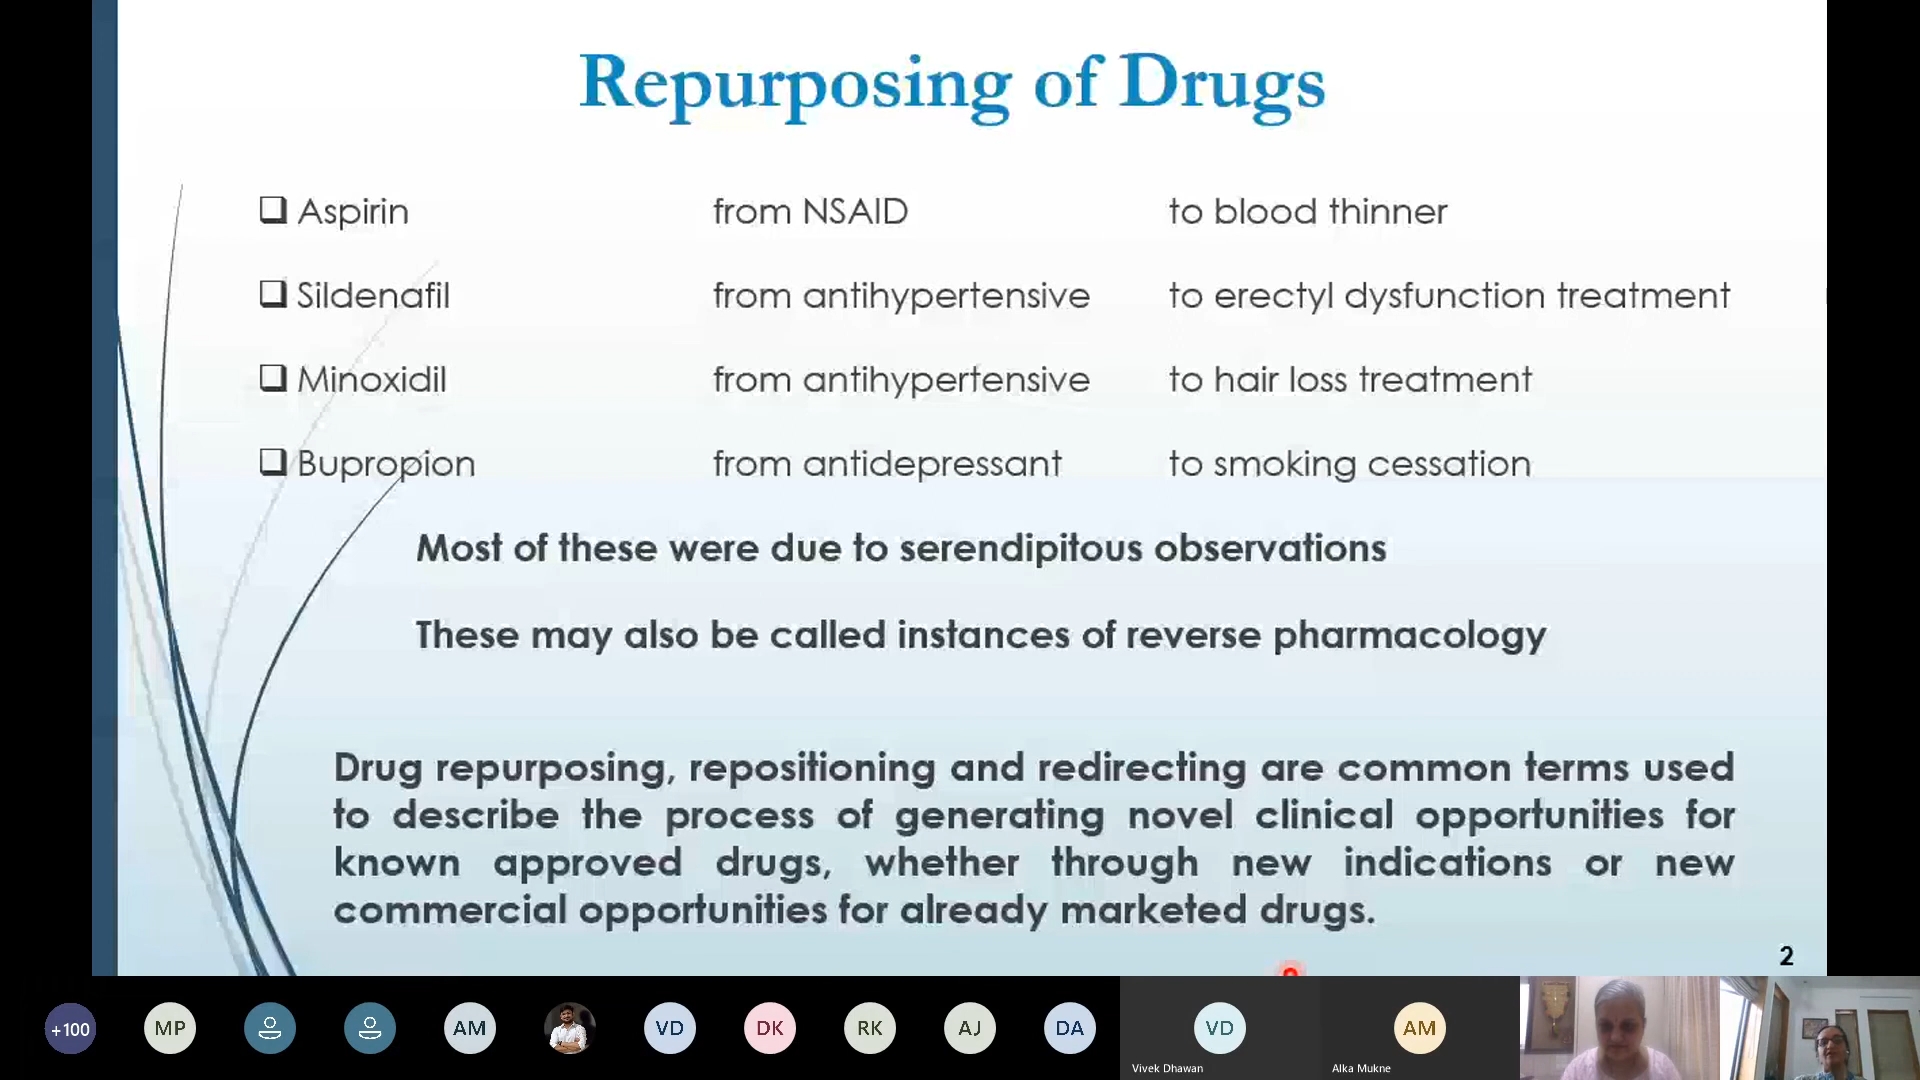 Repurposing of Drugs
Aspirin from NSAID to blood thinner
Sildenafil from antihypertensive to erectyl dysfunction treatment
Minoxidil from antihypertensive to hair loss treatment
Bupropion from antidepressant to smoking cessation
Most of these were due to serendipitous observations
These may also be called instances of reverse pharmacology
Drug repurposing, repositioning and redirecting are common terms used
to describe the process of generating novel clinical opportunities for
known approved drugs, whether through new indications or new
commercial opportunities for already marketed drugs.
2
+100 MP AM VD DK RK AJ DA VD AM
Vivek Dhawan Alka Mukne